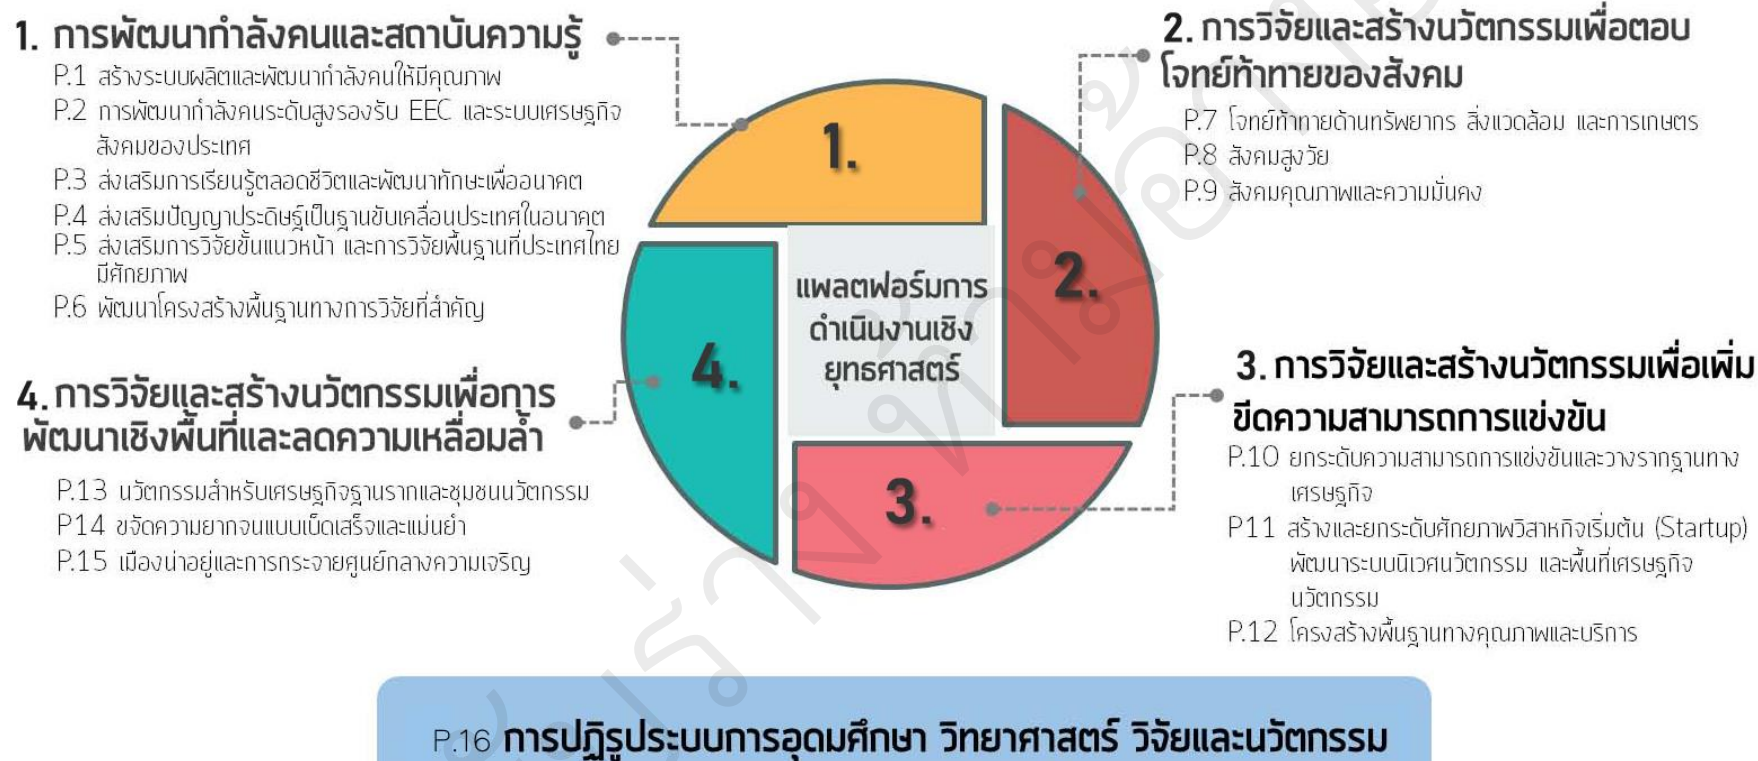 1. การพัฒนากำลังคนและสถาบันความรู้
P.1 สร้างระบบผลิตและพัฒนากำลังคนให้มีคุณภาพ
P.2 การพัฒนากำลังคนระดับสูงรองรับ EEC และระบบเศรษฐกิจ
สังคมของประเทศ
P.3 ส่งเสริมการเรียนรู้ตลอดชีวิตและพัฒนาทักษะเพื่ออนาคต
P.4 ส่งเสริมปัญญาประดิษฐ์เป็นฐานขับเคลื่อนประเทศในอนาคต
P.5 ส่งเสริมการวิจัยขั้นแนวหน้า และการวิจัยพื้นฐานที่ประเทศไทย
มีศักยภาพ
P.6 พัฒนาโครงสร้างพื้นฐานทางการวิจัยที่สำคัญ
2. การวิจัยและสร้างนวัตกรรมเพื่อตอบ
โจทย์ท้าทายของสังคม
P.7 โจทย์ท้าทายด้านทรัพยากร สิ่งแวดล้อม และการเกษตร
P.8 สังคมสูงวัย
P.9 สังคมคุณภาพและความมั่นคง
1.
2.
3.
4.
แพลตฟอร์มการ
ดำเนินงานเชิง
ยุทธศาสตร์
3. การวิจัยและสร้างนวัตกรรมเพื่อเพิ่ม
ขีดความสามารถการแข่งขัน
P.10 ยกระดับความสามารถการแข่งขันและวางรากฐานทาง
เศรษฐกิจ
P11 สร้างและยกระดับศักยภาพวิสาหกิจเริ่มต้น (Startup)
พัฒนาระบบนิเวศนวัตกรรม และพื้นที่เศรษฐกิจ
นวัตกรรม
P.12 โครงสร้างพื้นฐานทางคุณภาพและบริการ
4. การวิจัยและสร้างนวัตกรรมเพื่อการ
พัฒนาเชิงพื้นที่และลดความเหลื่อมล้ำ
P.13 นวัตกรรมสำหรับเศรษฐกิจฐานรากและชุมชนนวัตกรรม
P14 ขจัดความยากจนแบบเบ็ดเสร็จและแม่นยำ
P.15 เมืองน่าอยู่และการกระจายศูนย์กลางความเจริญ
P.16 การปฏิรูประบบการอุดมศึกษา วิทยาศาสตร์ วิจัยและนวัตกรรม